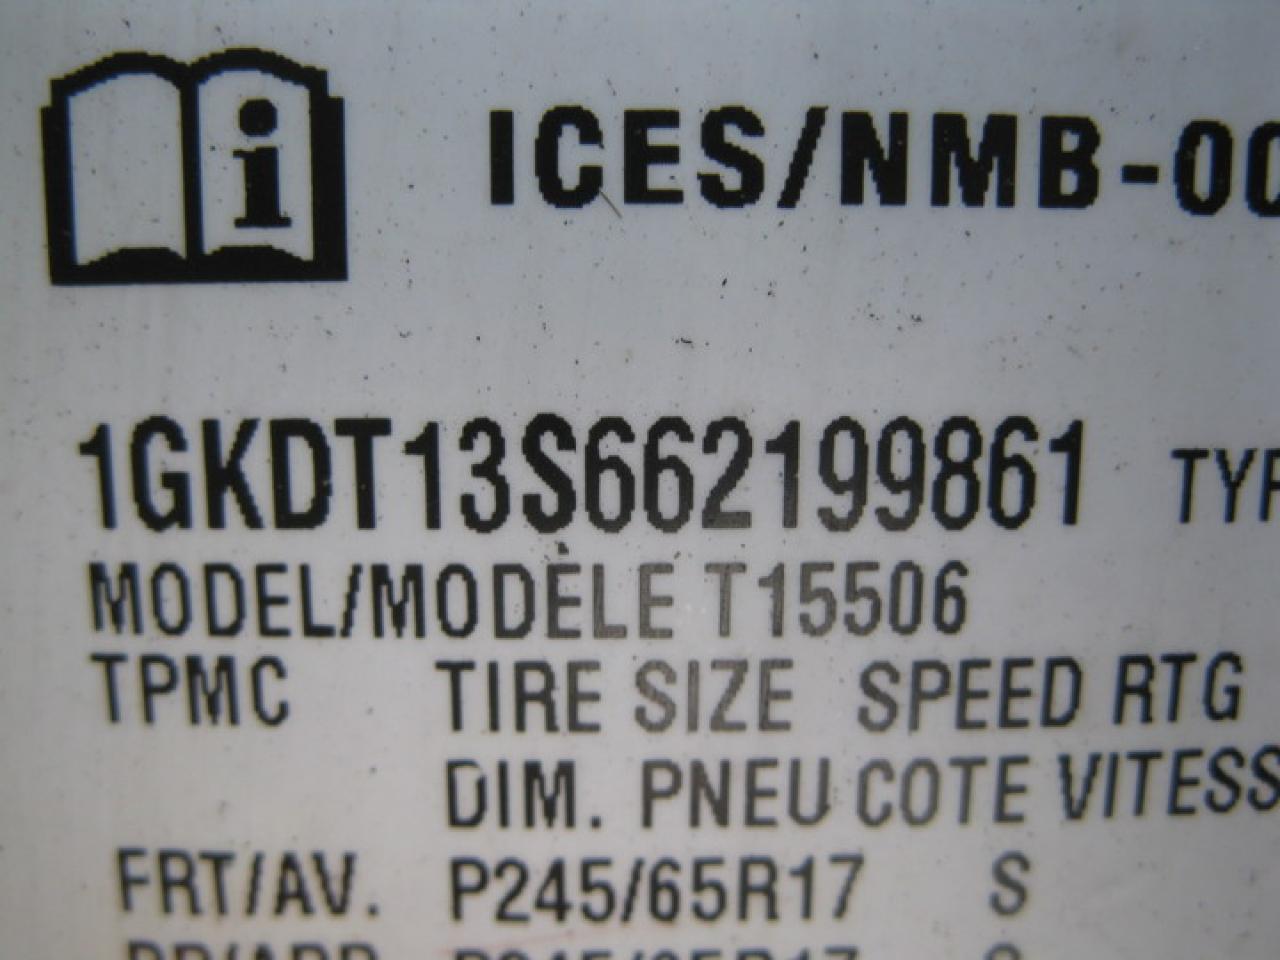 i
ICES/NMB-00
1GKDT13S662199861 TYP
MODEL/MODÈLE T15506
TPMC TIRE SIZE SPEED RTG
DIM. PNEU COTE VITESS
FRT/AV. P245/65R17 S